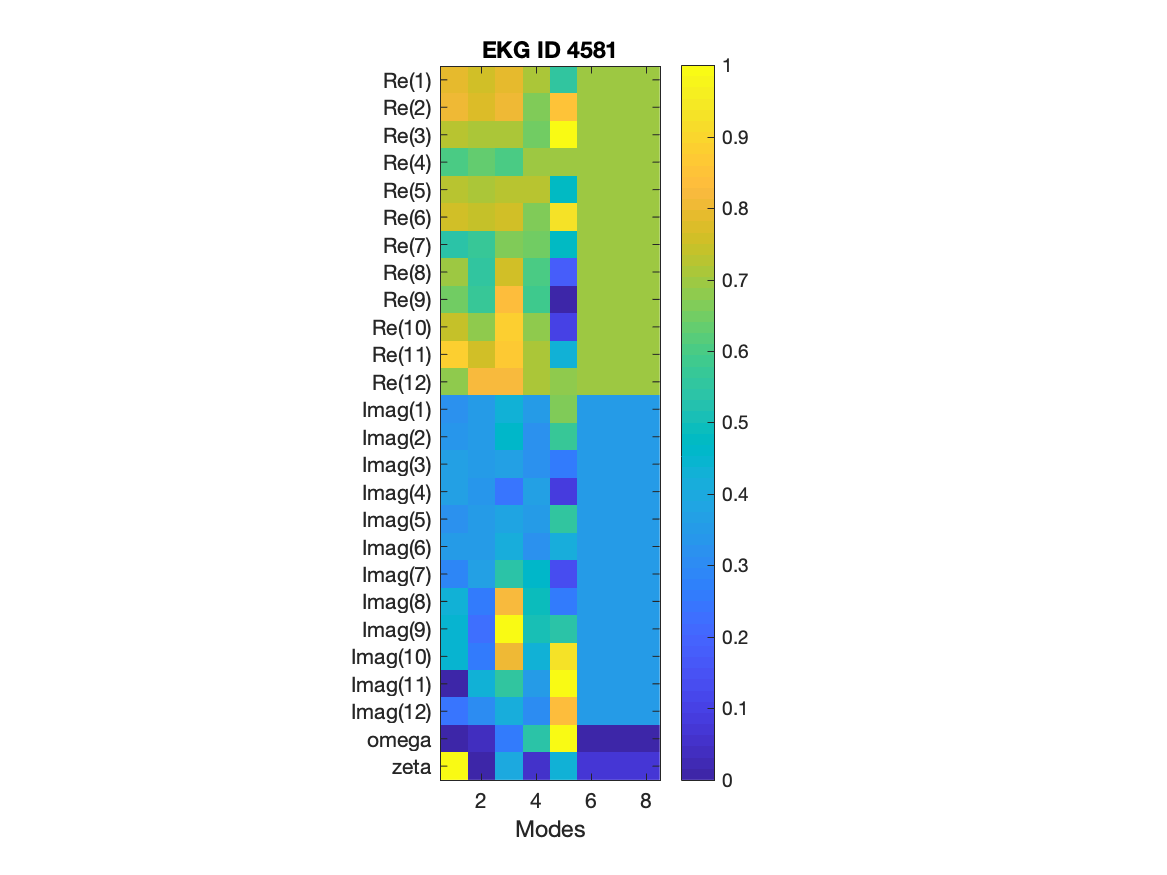 EKG ID 4581
Re(1)
Re(2)
Re(3)
Re(4)
Re(5)
Re(6)
Re(7)
Re(8)
Re(9)
Re(10)
Re(11)
Re(12)
Imag(1)
Imag(2)
Imag(3)
Imag(4)
Imag(5)
Imag(6)
Imag(7)
Imag(8)
Imag(9)
Imag(10)
Imag(11)
Imag(12)
omega
zeta
2 4 6 8
Modes
1
0.9
0.8
0.7
0.6
0.5
0.4
0.3
0.2
0.1
0